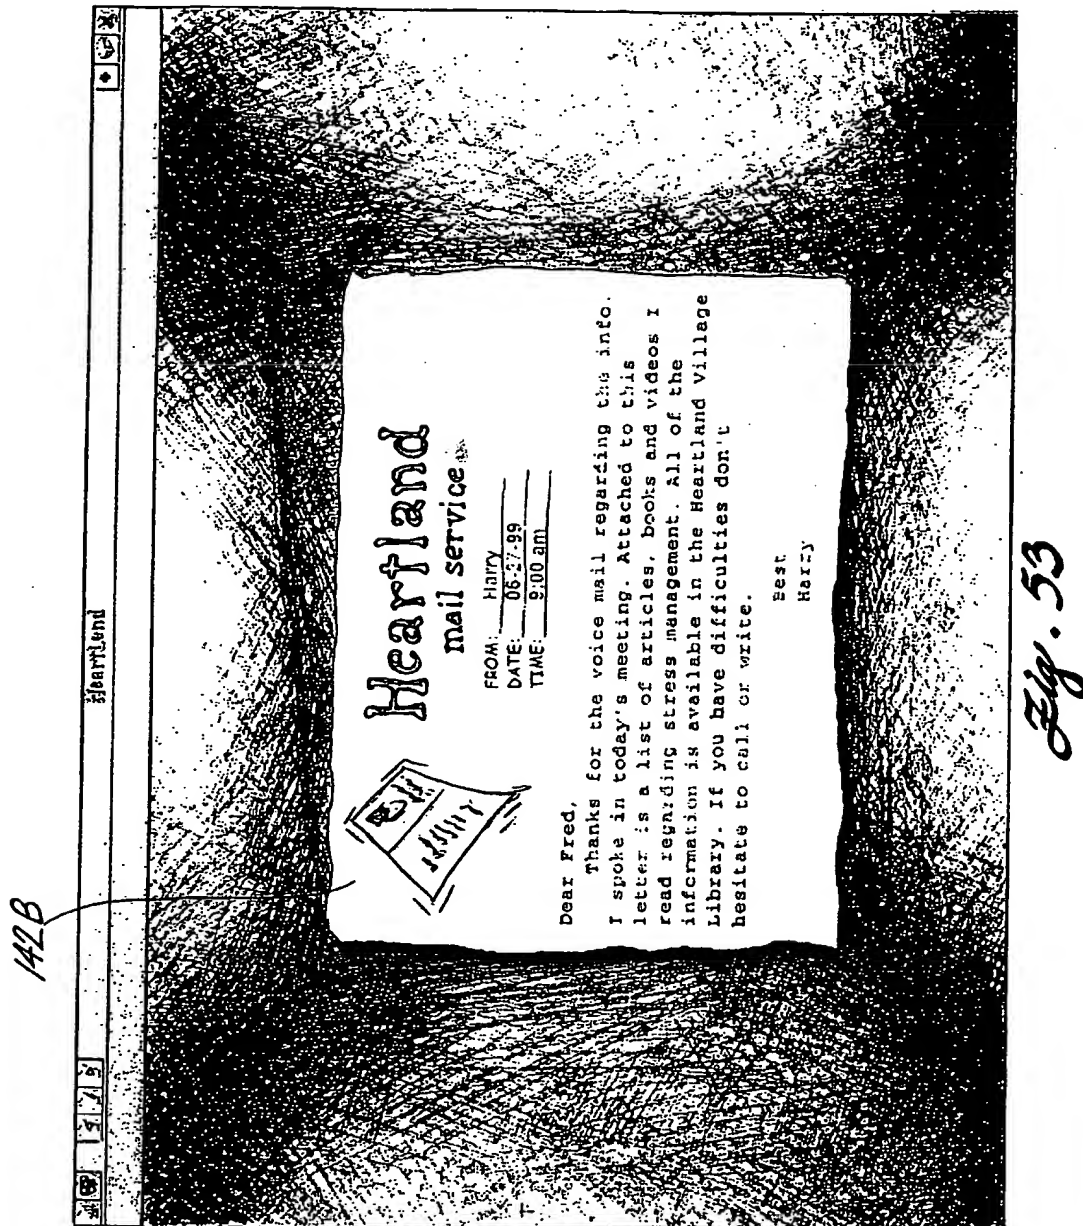 142B
Heartland
Heartland
mail service
FROM: Harry
DATE: 06-27-99
TIME: 9:00 am
Dear Fred,
Thanks for the voice mail regarding the info.
I spoke in today's meeting. Attached to this
letter is a list of articles, books and videos I
read regarding stress management. All of the
information is available in the Heartland Village
Library. If you have difficulties don't
hesitate to call or write.
Best
Harry
Fig. 53